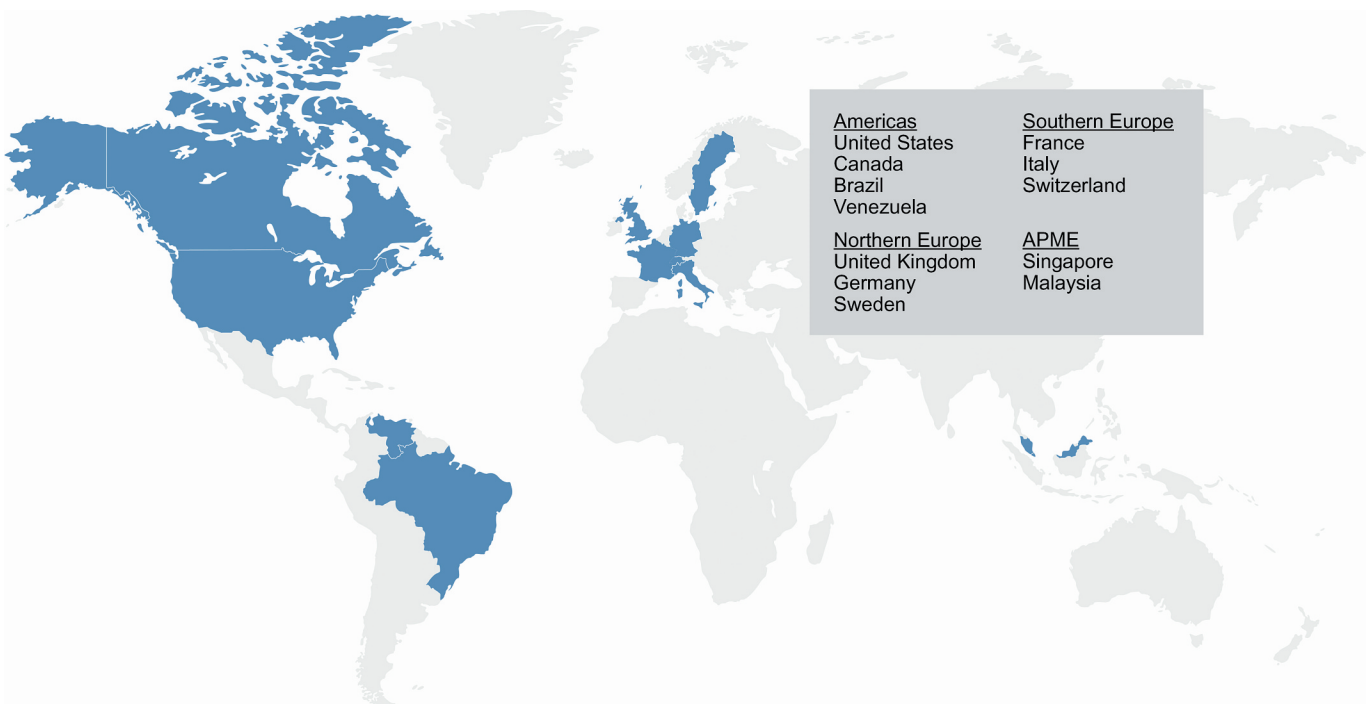 Americas
United States
Canada
Brazil
Venezuela
Northern Europe
United Kingdom
Germany
Sweden
Southern Europe
France
Italy
Switzerland
APME
Singapore
Malaysia